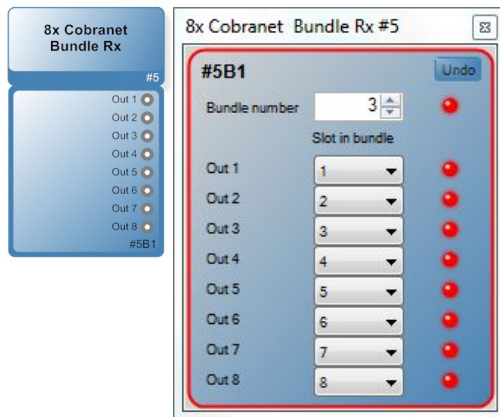 8x Cobranet
Bundle Rx
#5
Out 1
Out 2
Out 3
Out 4
Out 5
Out 6
Out 7
Out 8
#5B1
8x Cobranet Bundle Rx #5
#5B1 Undo
Bundle number 3
Slot in bundle
Out 1 1
Out 2 2
Out 3 3
Out 4 4
Out 5 5
Out 6 6
Out 7 7
Out 8 8